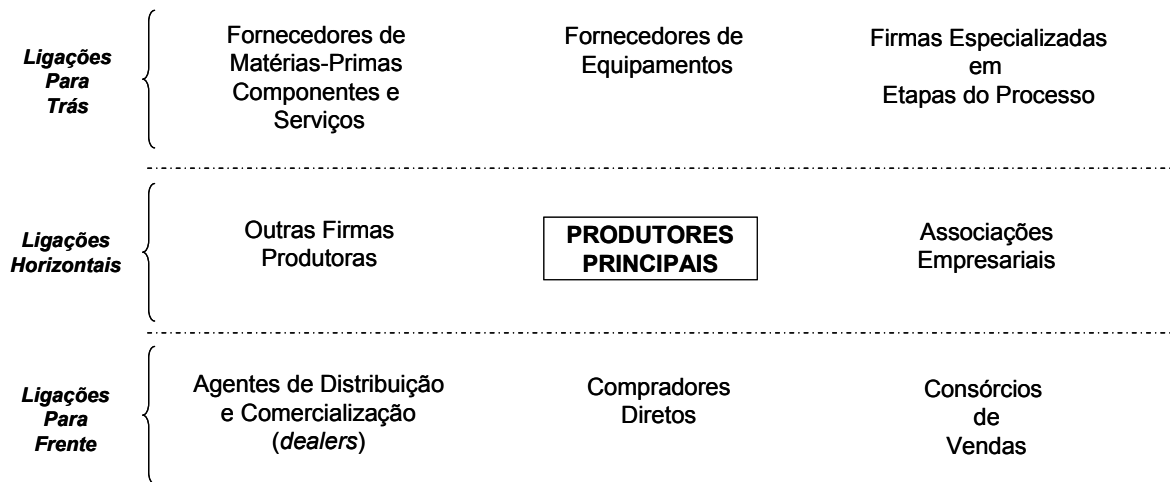 Ligações
Para
Trás
Fornecedores de
Matérias-Primas
Componentes e
Serviços
Fornecedores de
Equipamentos
Firmas Especializadas
em
Etapas do Processo
Ligações
Horizontais
Outras Firmas
Produtoras
PRODUTORES
PRINCIPAIS
Associações
Empresariais
Ligações
Para
Frente
Agentes de Distribuição
e Comercialização
(dealers)
Compradores
Diretos
Consórcios
de
Vendas